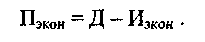 Пэкон = Д – Иэкон .